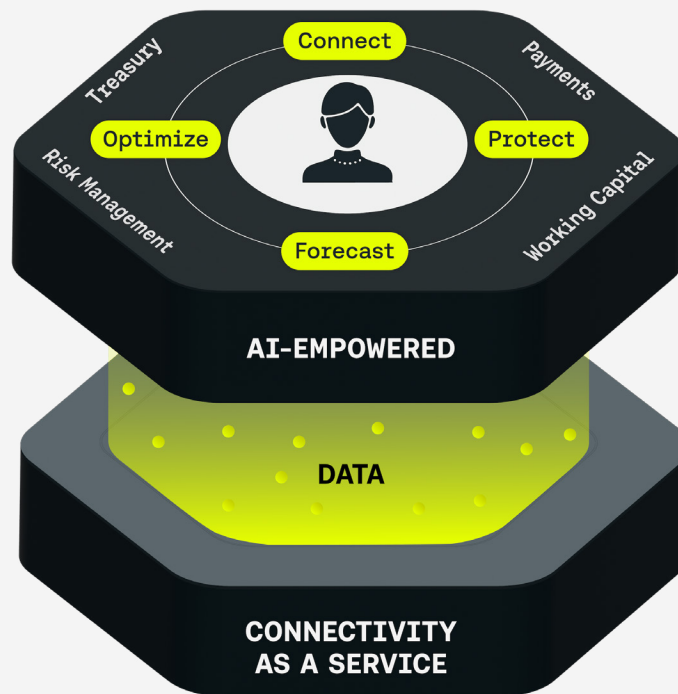 Connect
Treasury
Payments
Optimize
Protect
Risk Management
Working Capital
Forecast
AI-EMPOWERED
DATA
CONNECTIVITY
AS A SERVICE